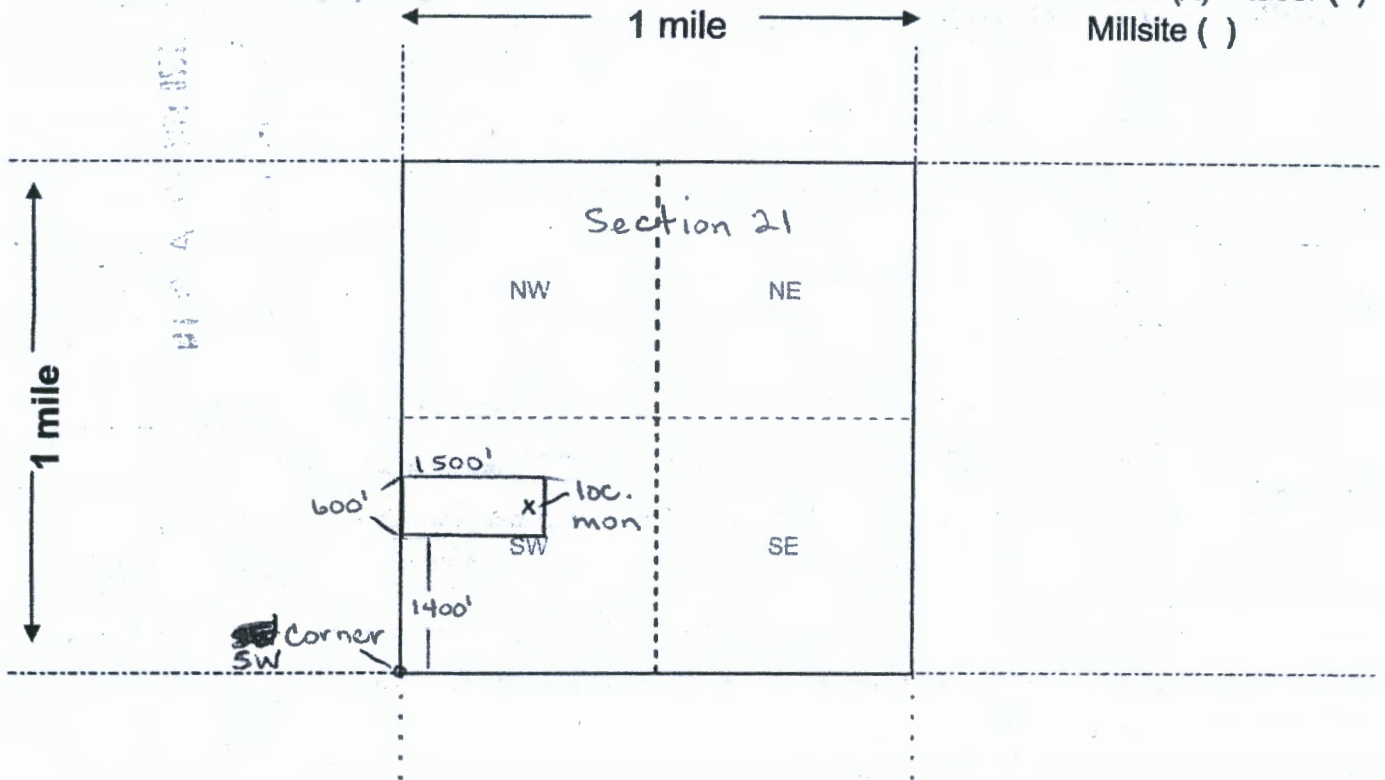 1 mile
Millsite ( )
Section 21
NW
NE
1 mile
1500'
600'
x
loc.
mon
SW
SE
1400'
Corner
SW